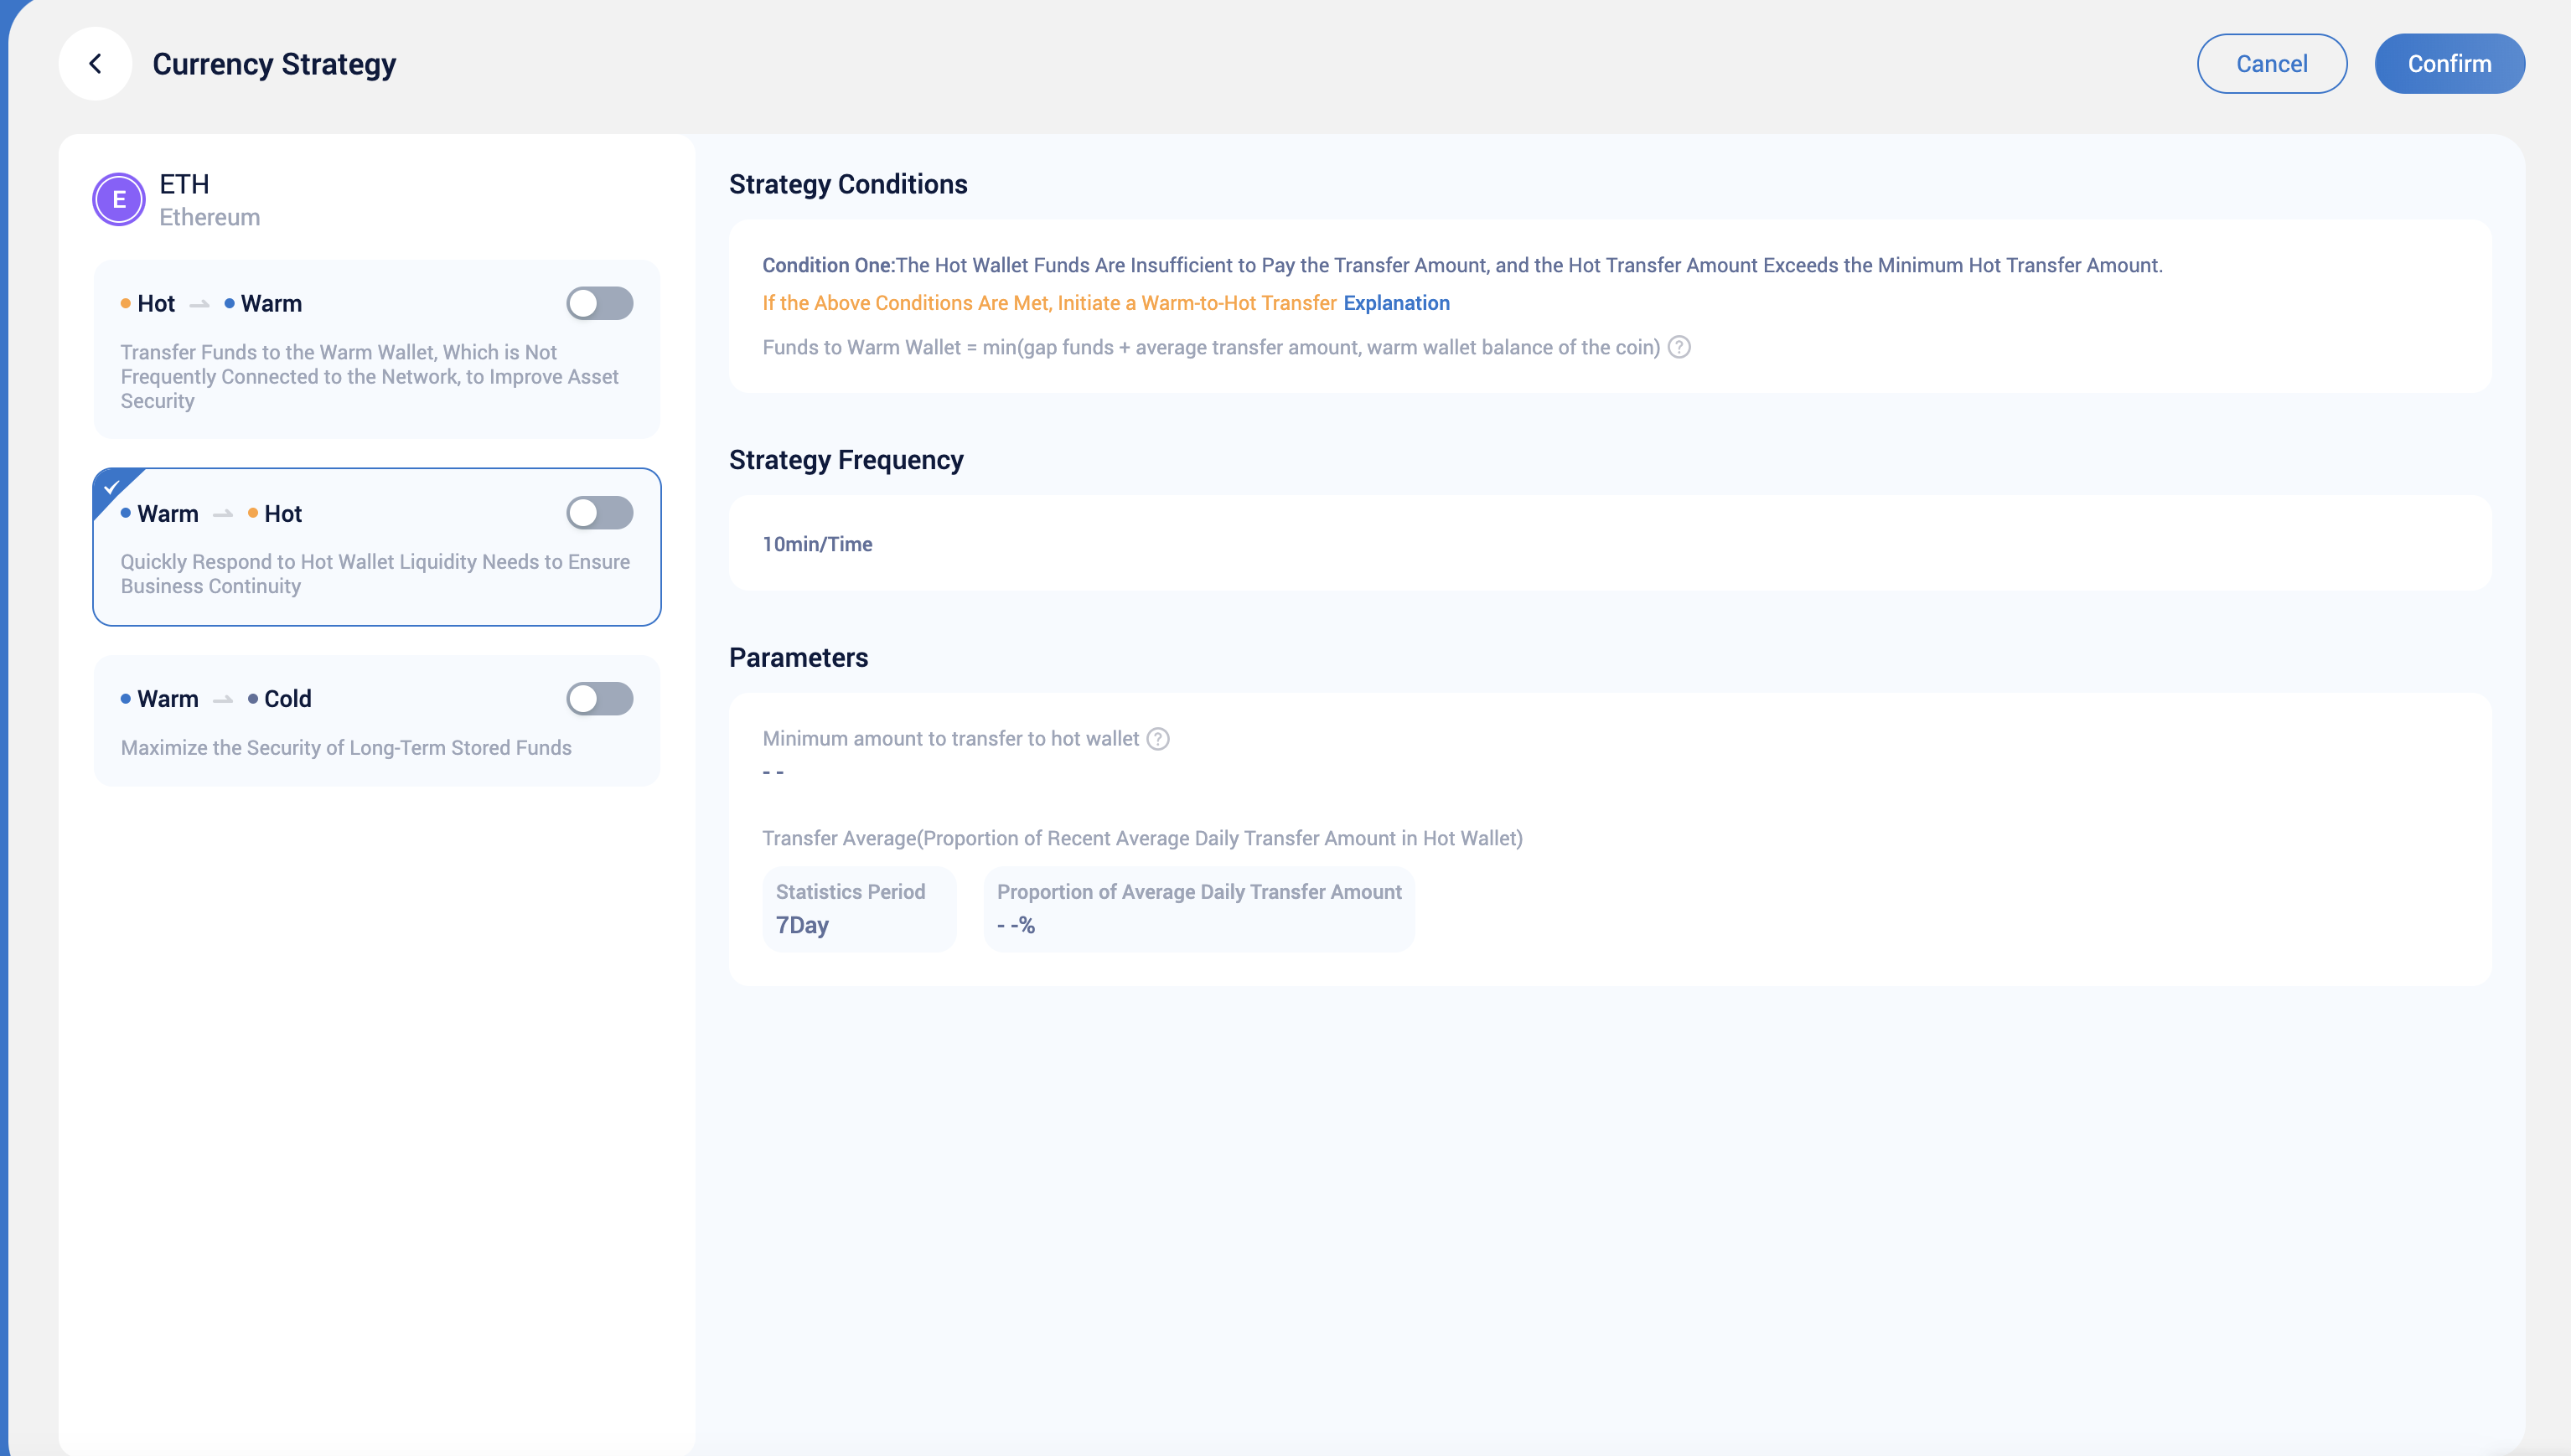 Currency Strategy
Cancel
Confirm
E
ETH
Ethereum
Hot
Warm
Transfer Funds to the Warm Wallet, Which is Not
Frequently Connected to the Network, to Improve Asset
Security
Warm
Hot
Quickly Respond to Hot Wallet Liquidity Needs to Ensure
Business Continuity
Warm
Cold
Maximize the Security of Long-Term Stored Funds
Strategy Conditions
Condition One:The Hot Wallet Funds Are Insufficient to Pay the Transfer Amount, and the Hot Transfer Amount Exceeds the Minimum Hot Transfer Amount.
If the Above Conditions Are Met, Initiate a Warm-to-Hot Transfer Explanation
Funds to Warm Wallet = min(gap funds + average transfer amount, warm wallet balance of the coin) ?
Strategy Frequency
10min/Time
Parameters
Minimum amount to transfer to hot wallet ?
- -
Transfer Average(Proportion of Recent Average Daily Transfer Amount in Hot Wallet)
Statistics Period
7Day
Proportion of Average Daily Transfer Amount
- -%